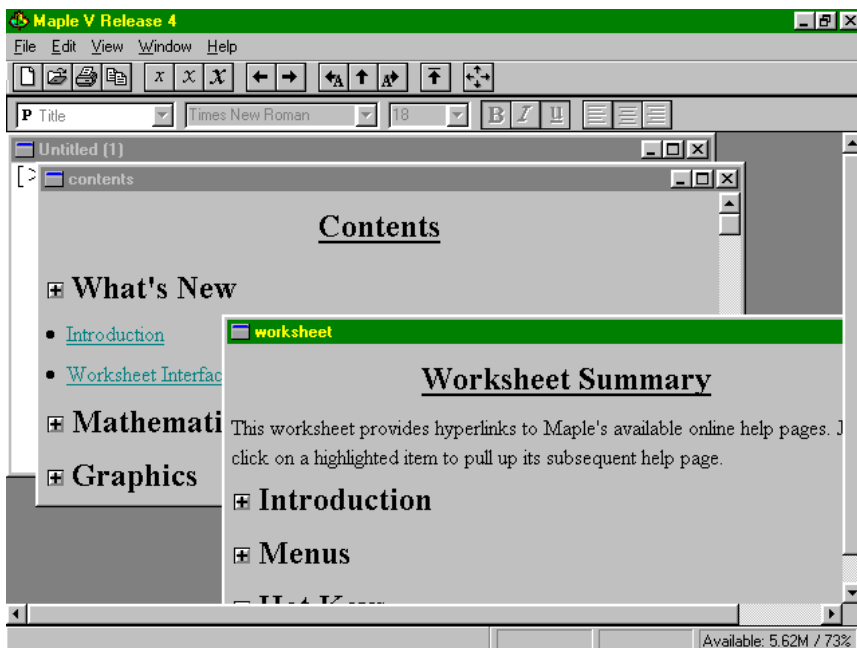 Maple V Release 4
File Edit View Window Help
x x x A A
P Title Times New Roman 18 B I U
Untitled (1)
[>
contents
Contents
What's New
Introduction
Worksheet Interfac
Mathemati
Graphics
worksheet
Worksheet Summary
This worksheet provides hyperlinks to Maple's available online help pages. J
click on a highlighted item to pull up its subsequent help page.
Introduction
Menus
Hot Keys
Available: 5.62M / 73%